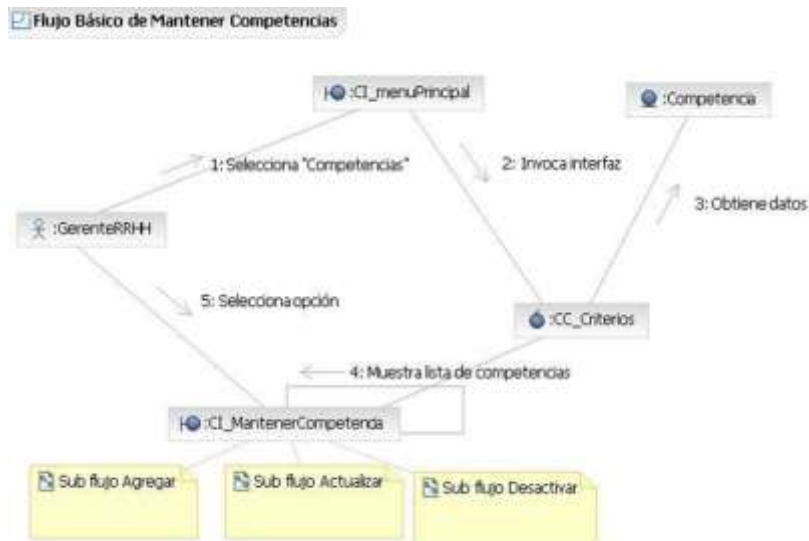 Flujo Básico de Mantener Competencias
:CI_menuPrincipal
:Competencia
1: Selecciona "Competencias"
2: Invoca interfaz
3: Obtiene datos
:GerenteRRHH
5: Selecciona opción
:CC_Criterios
4: Muestra lista de competencias
:CI_MantenerCompetencia
Sub flujo Agregar
Sub flujo Actualizar
Sub flujo Desactivar